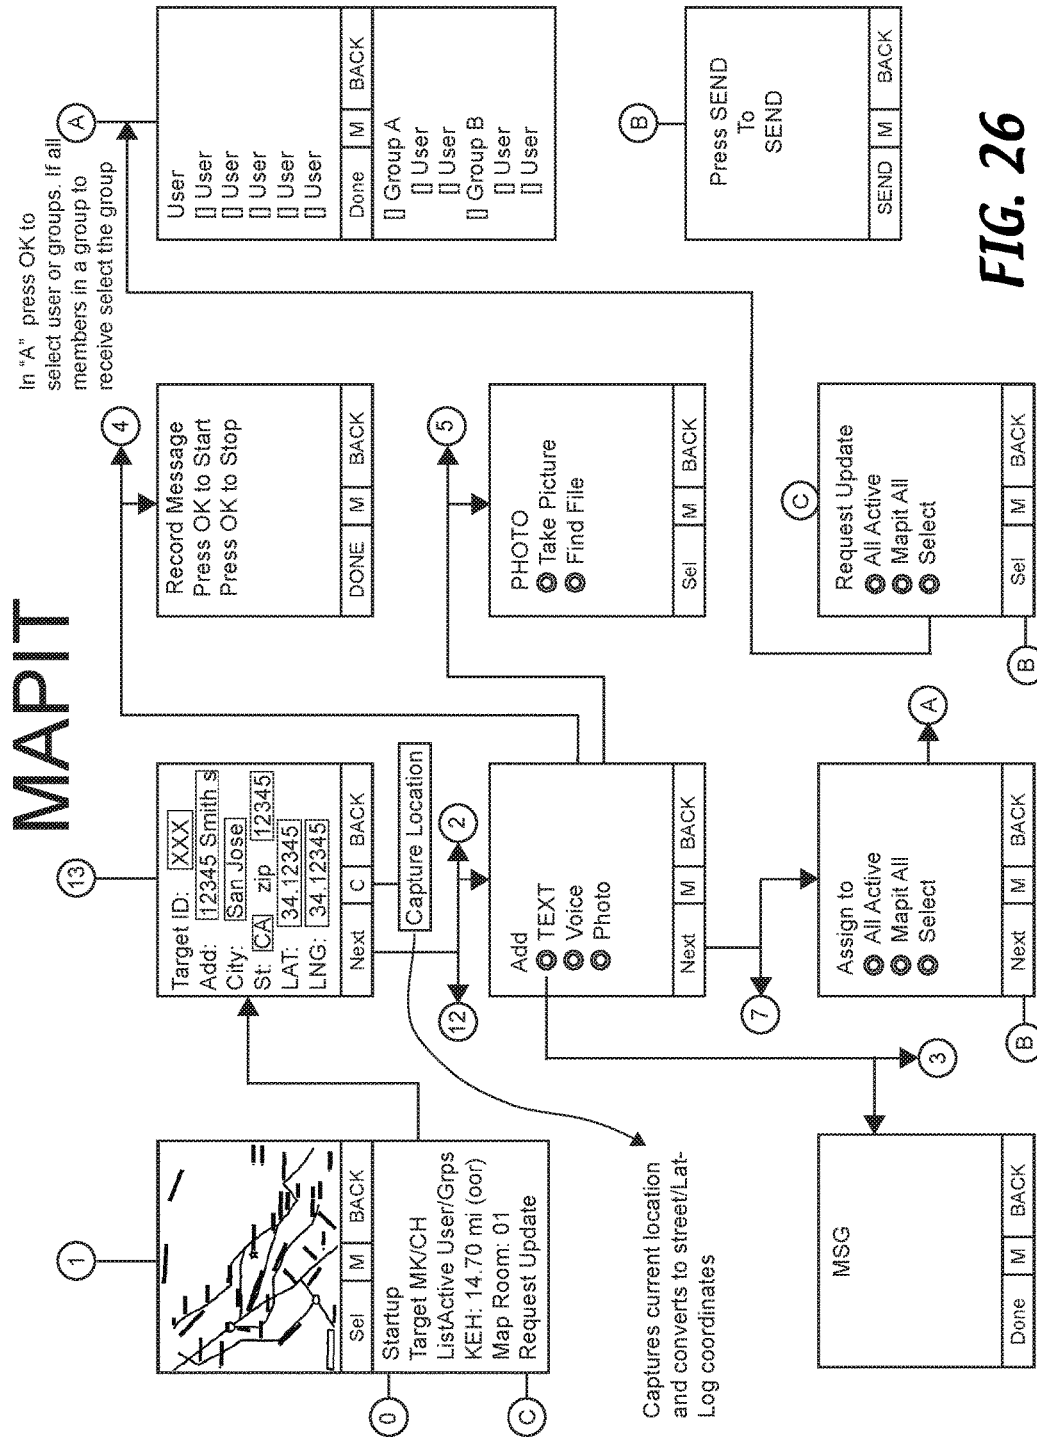 MAPIT
1
Sel M BACK
0
Startup
Target MK/CH
ListActive User/Grps
KEH: 14.70 mi (oor)
Map Room: 01
Request Update
C
Captures current location
and converts to street/Lat-
Log coordinates
MSG
Done M BACK
13
Target ID: XXX
Add: 12345 Smith s
City: San Jose
St: CA zip 12345
LAT: 34.12345
LNG: 34.12345
Next C BACK
Capture Location
12
2
Add
TEXT
Voice
Photo
Next M BACK
7
3
Assign to
All Active
Mapit All
Select
Next M BACK
B
A
4
Record Message
Press OK to Start
Press OK to Stop
DONE M BACK
5
PHOTO
Take Picture
Find File
Sel M BACK
C
Request Update
All Active
Mapit All
Select
Sel M BACK
B
In "A" press OK to
select user or groups. If all
members in a group to
receive select the group
A
User
[] User
[] User
[] User
[] User
[] User
Done M BACK
[] Group A
[] User
[] User
[] Group B
[] User
[] User
B
Press SEND
To
SEND
SEND M BACK
FIG. 26